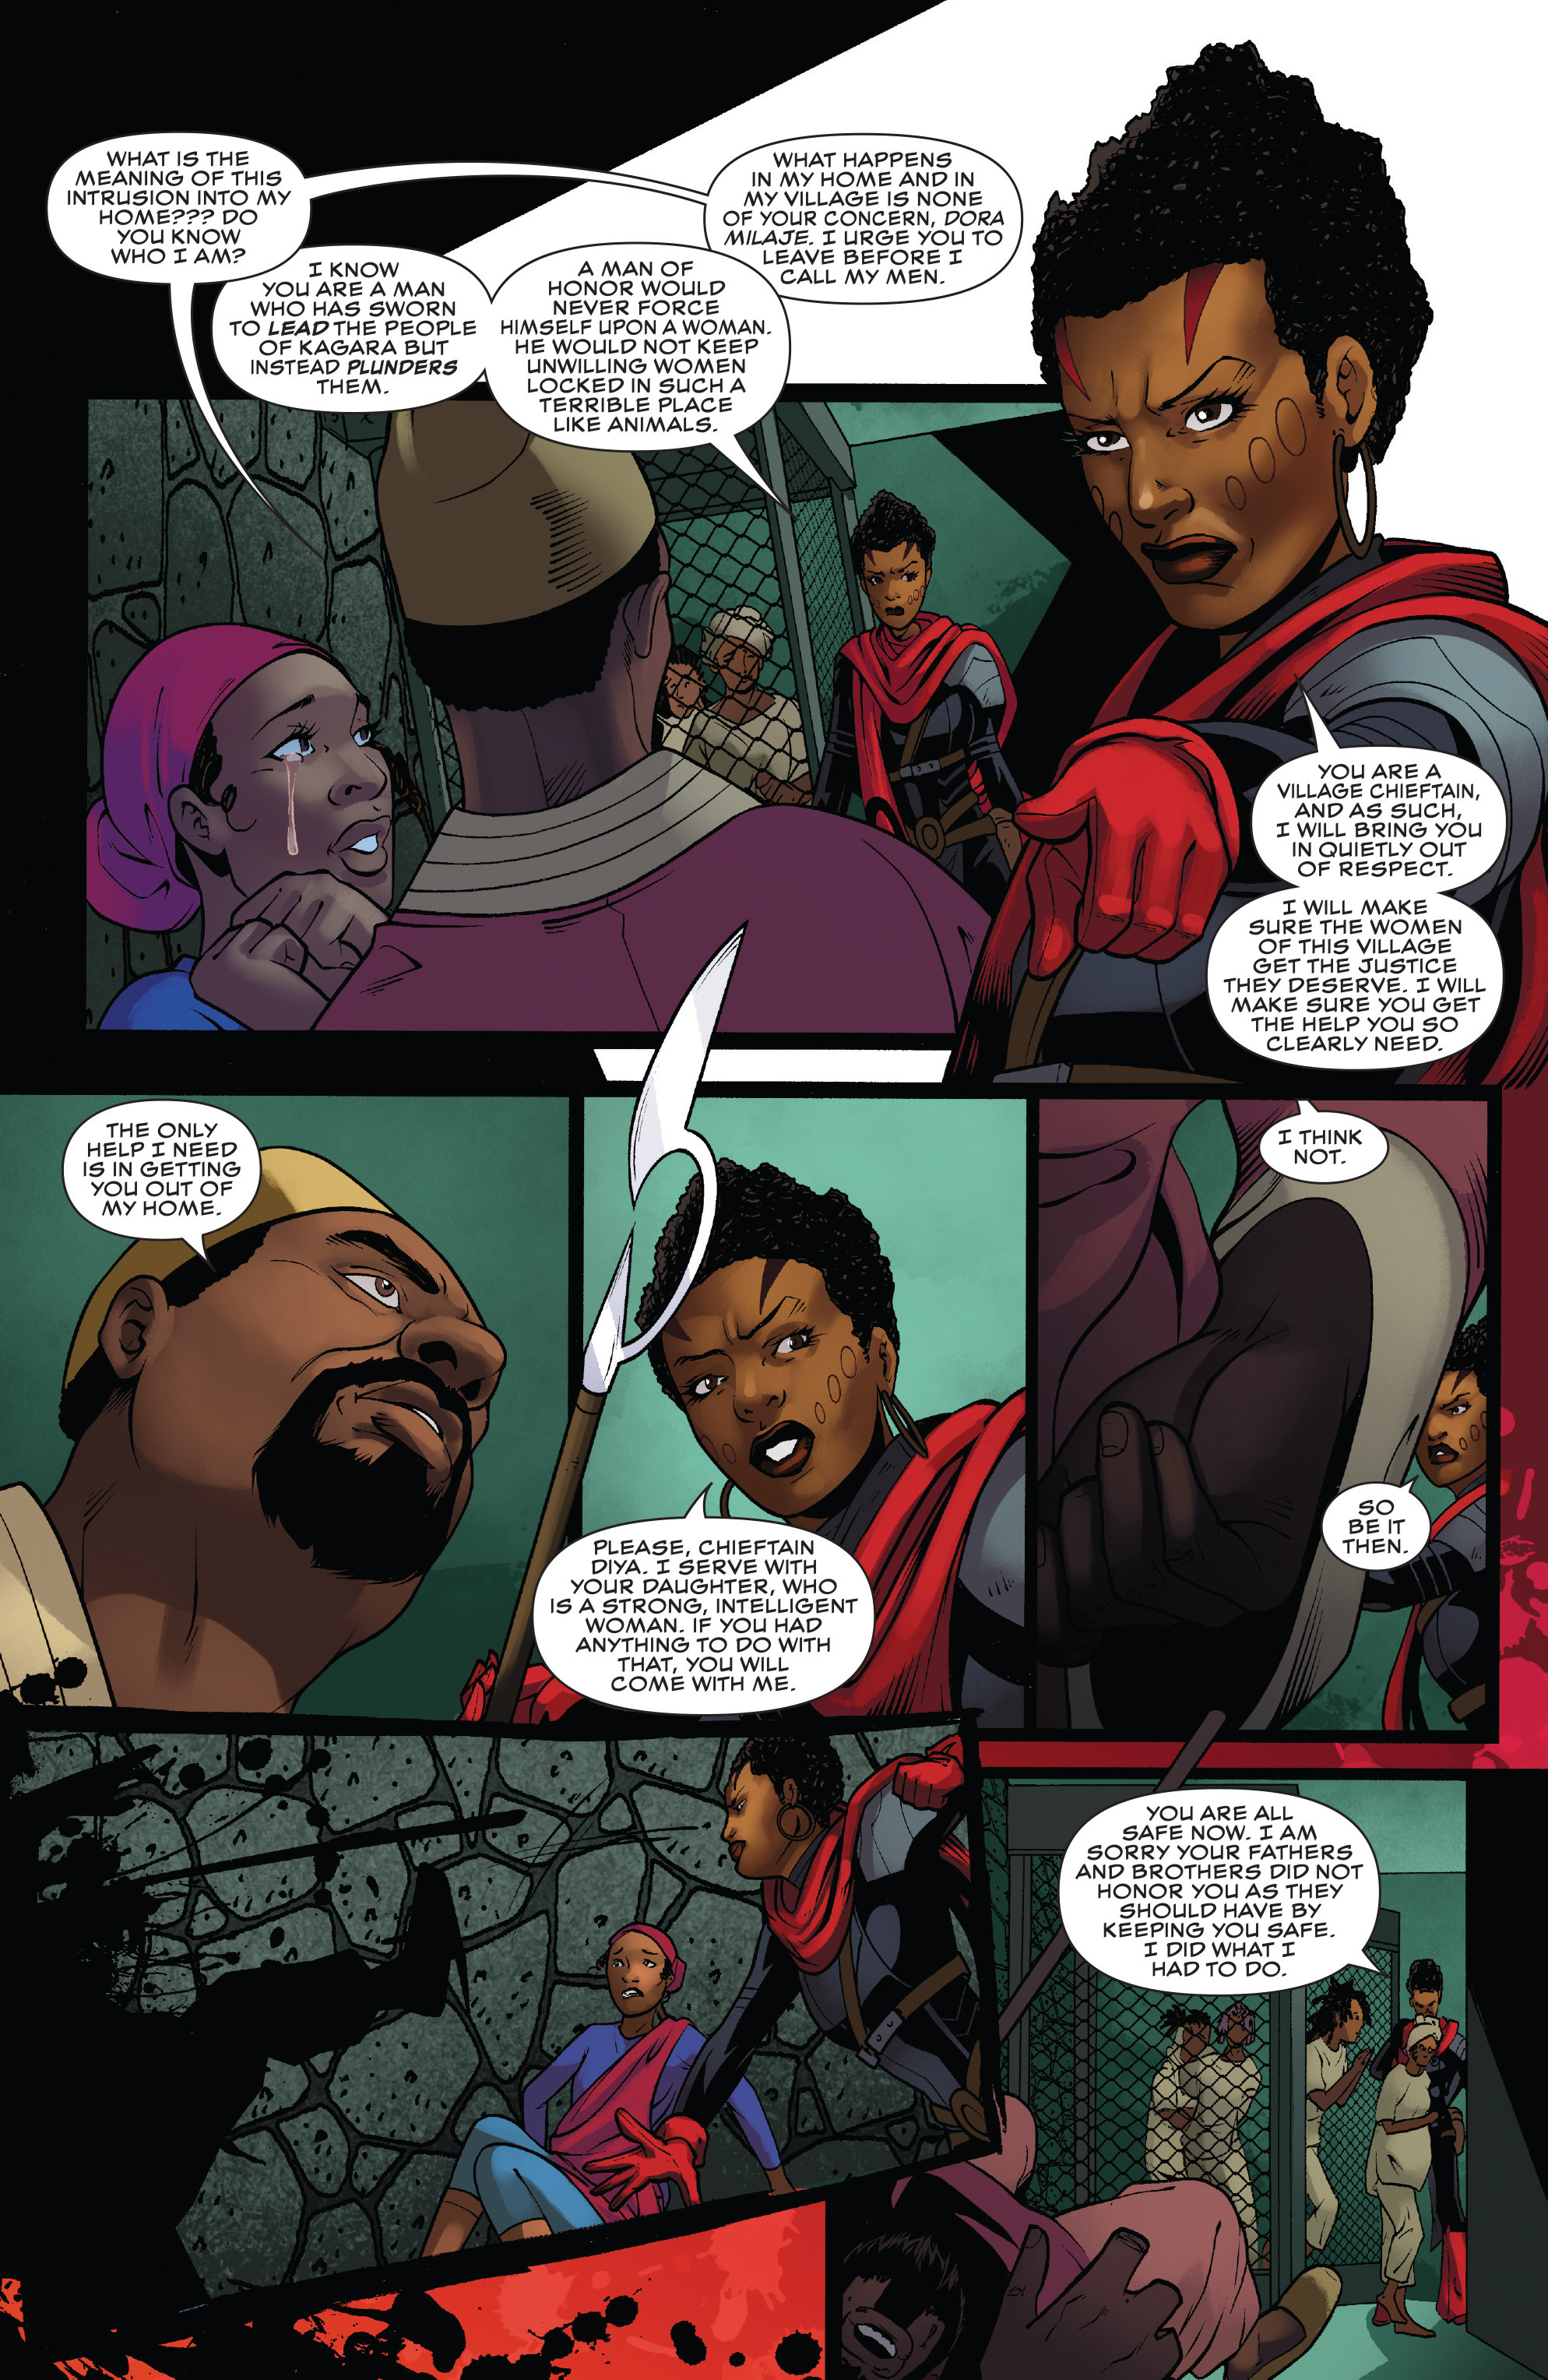 WHAT IS THE
MEANING OF THIS
INTRUSION INTO MY
HOME??? DO
YOU KNOW
WHO I AM?
I KNOW
YOU ARE A MAN
WHO HAS SWORN
TO LEAD THE PEOPLE
OF KAGARA BUT
INSTEAD PLUNDERS
THEM.
WHAT HAPPENS
IN MY HOME AND IN
MY VILLAGE IS NONE
OF YOUR CONCERN, DORA
MILAJE. I URGE YOU TO
LEAVE BEFORE I
CALL MY MEN.
A MAN OF
HONOR WOULD
NEVER FORCE
HIMSELF UPON A WOMAN.
HE WOULD NOT KEEP
UNWILLING WOMEN
LOCKED IN SUCH A
TERRIBLE PLACE
LIKE ANIMALS.
YOU ARE A
VILLAGE CHIEFTAIN,
AND AS SUCH,
I WILL BRING YOU
IN QUIETLY OUT
OF RESPECT.
I WILL MAKE
SURE THE WOMEN
OF THIS VILLAGE
GET THE JUSTICE
THEY DESERVE. I WILL
MAKE SURE YOU GET
THE HELP YOU SO
CLEARLY NEED.
THE ONLY
HELP I NEED
IS IN GETTING
YOU OUT OF
MY HOME.
PLEASE, CHIEFTAIN
DIYA. I SERVE WITH
YOUR DAUGHTER, WHO
IS A STRONG, INTELLIGENT
WOMAN. IF YOU HAD
ANYTHING TO DO WITH
THAT, YOU WILL
COME WITH ME.
I THINK
NOT.
SO
BE IT
THEN.
YOU ARE ALL
SAFE NOW. I AM
SORRY YOUR FATHERS
AND BROTHERS DID NOT
HONOR YOU AS THEY
SHOULD HAVE BY
KEEPING YOU SAFE.
I DID WHAT I
HAD TO DO.